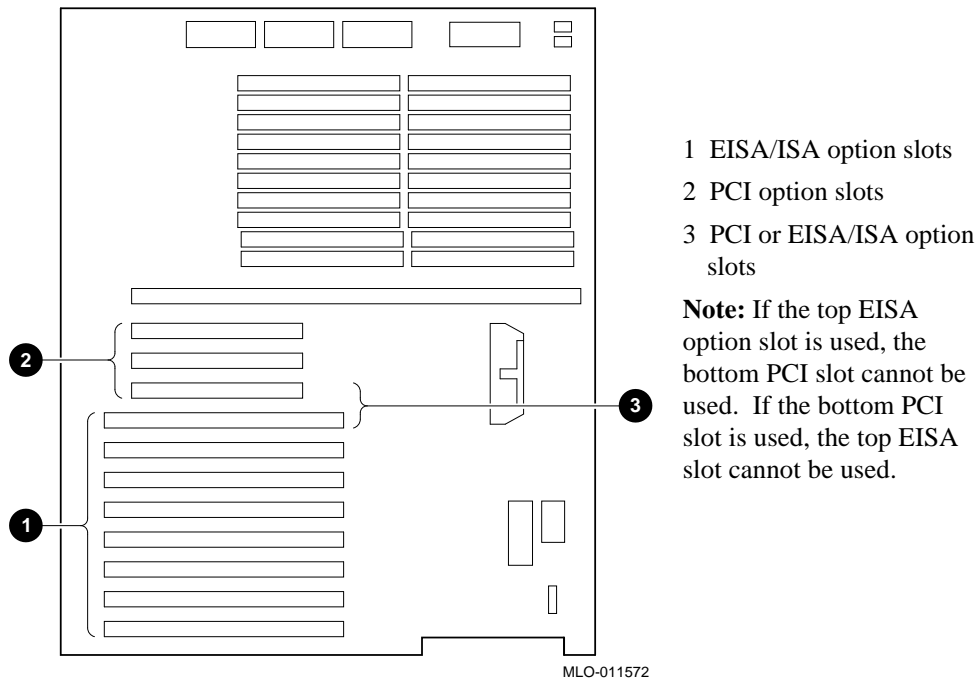 1 EISA/ISA option slots
2 PCI option slots
3 PCI or EISA/ISA option
slots
Note: If the top EISA
option slot is used, the
bottom PCI slot cannot be
used. If the bottom PCI
slot is used, the top EISA
slot cannot be used.
2
3
1
MLO-011572